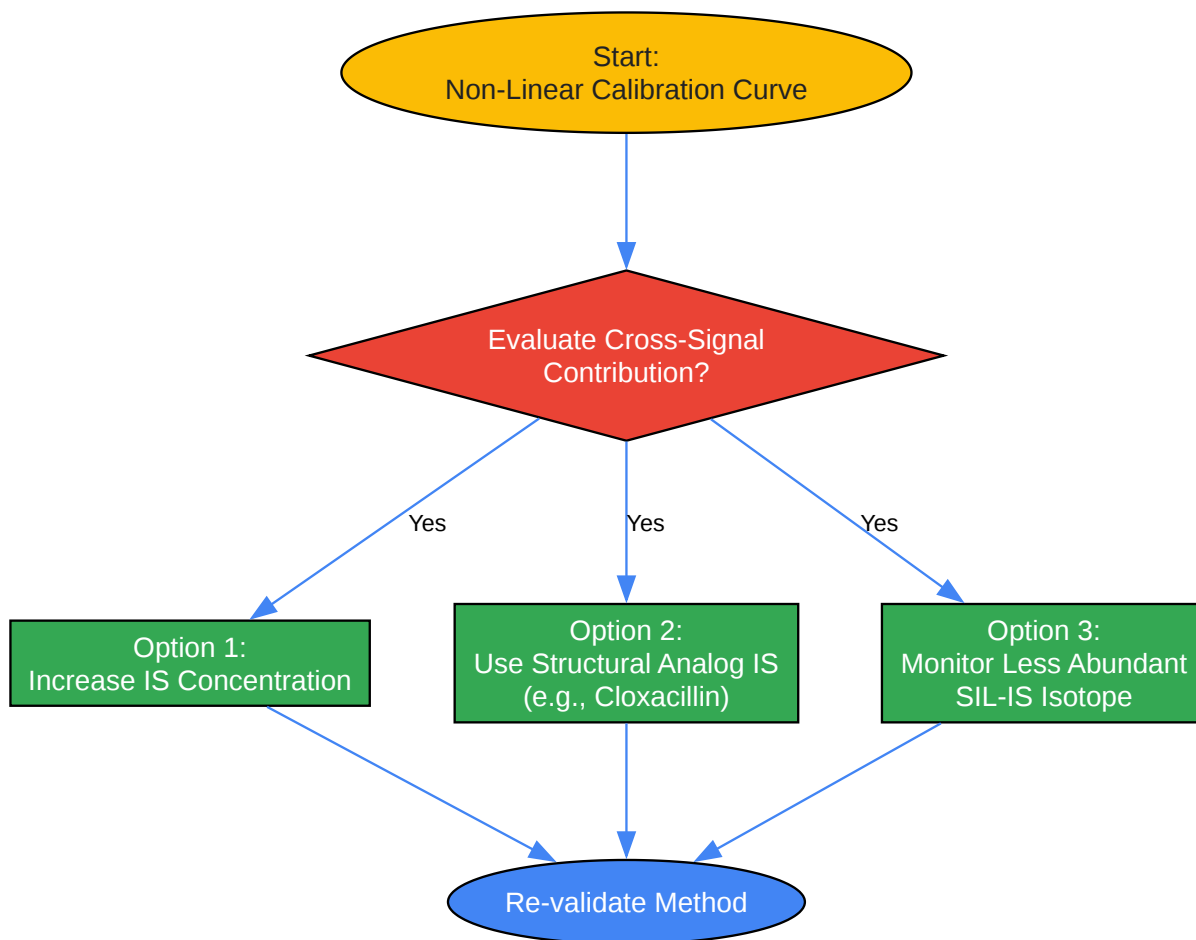 Start:
Non-Linear Calibration Curve
Evaluate Cross-Signal
Contribution?
Yes
Yes
Yes
Option 1:
Increase IS Concentration
Option 2:
Use Structural Analog IS
(e.g., Cloxacillin)
Option 3:
Monitor Less Abundant
SIL-IS Isotope
Re-validate Method